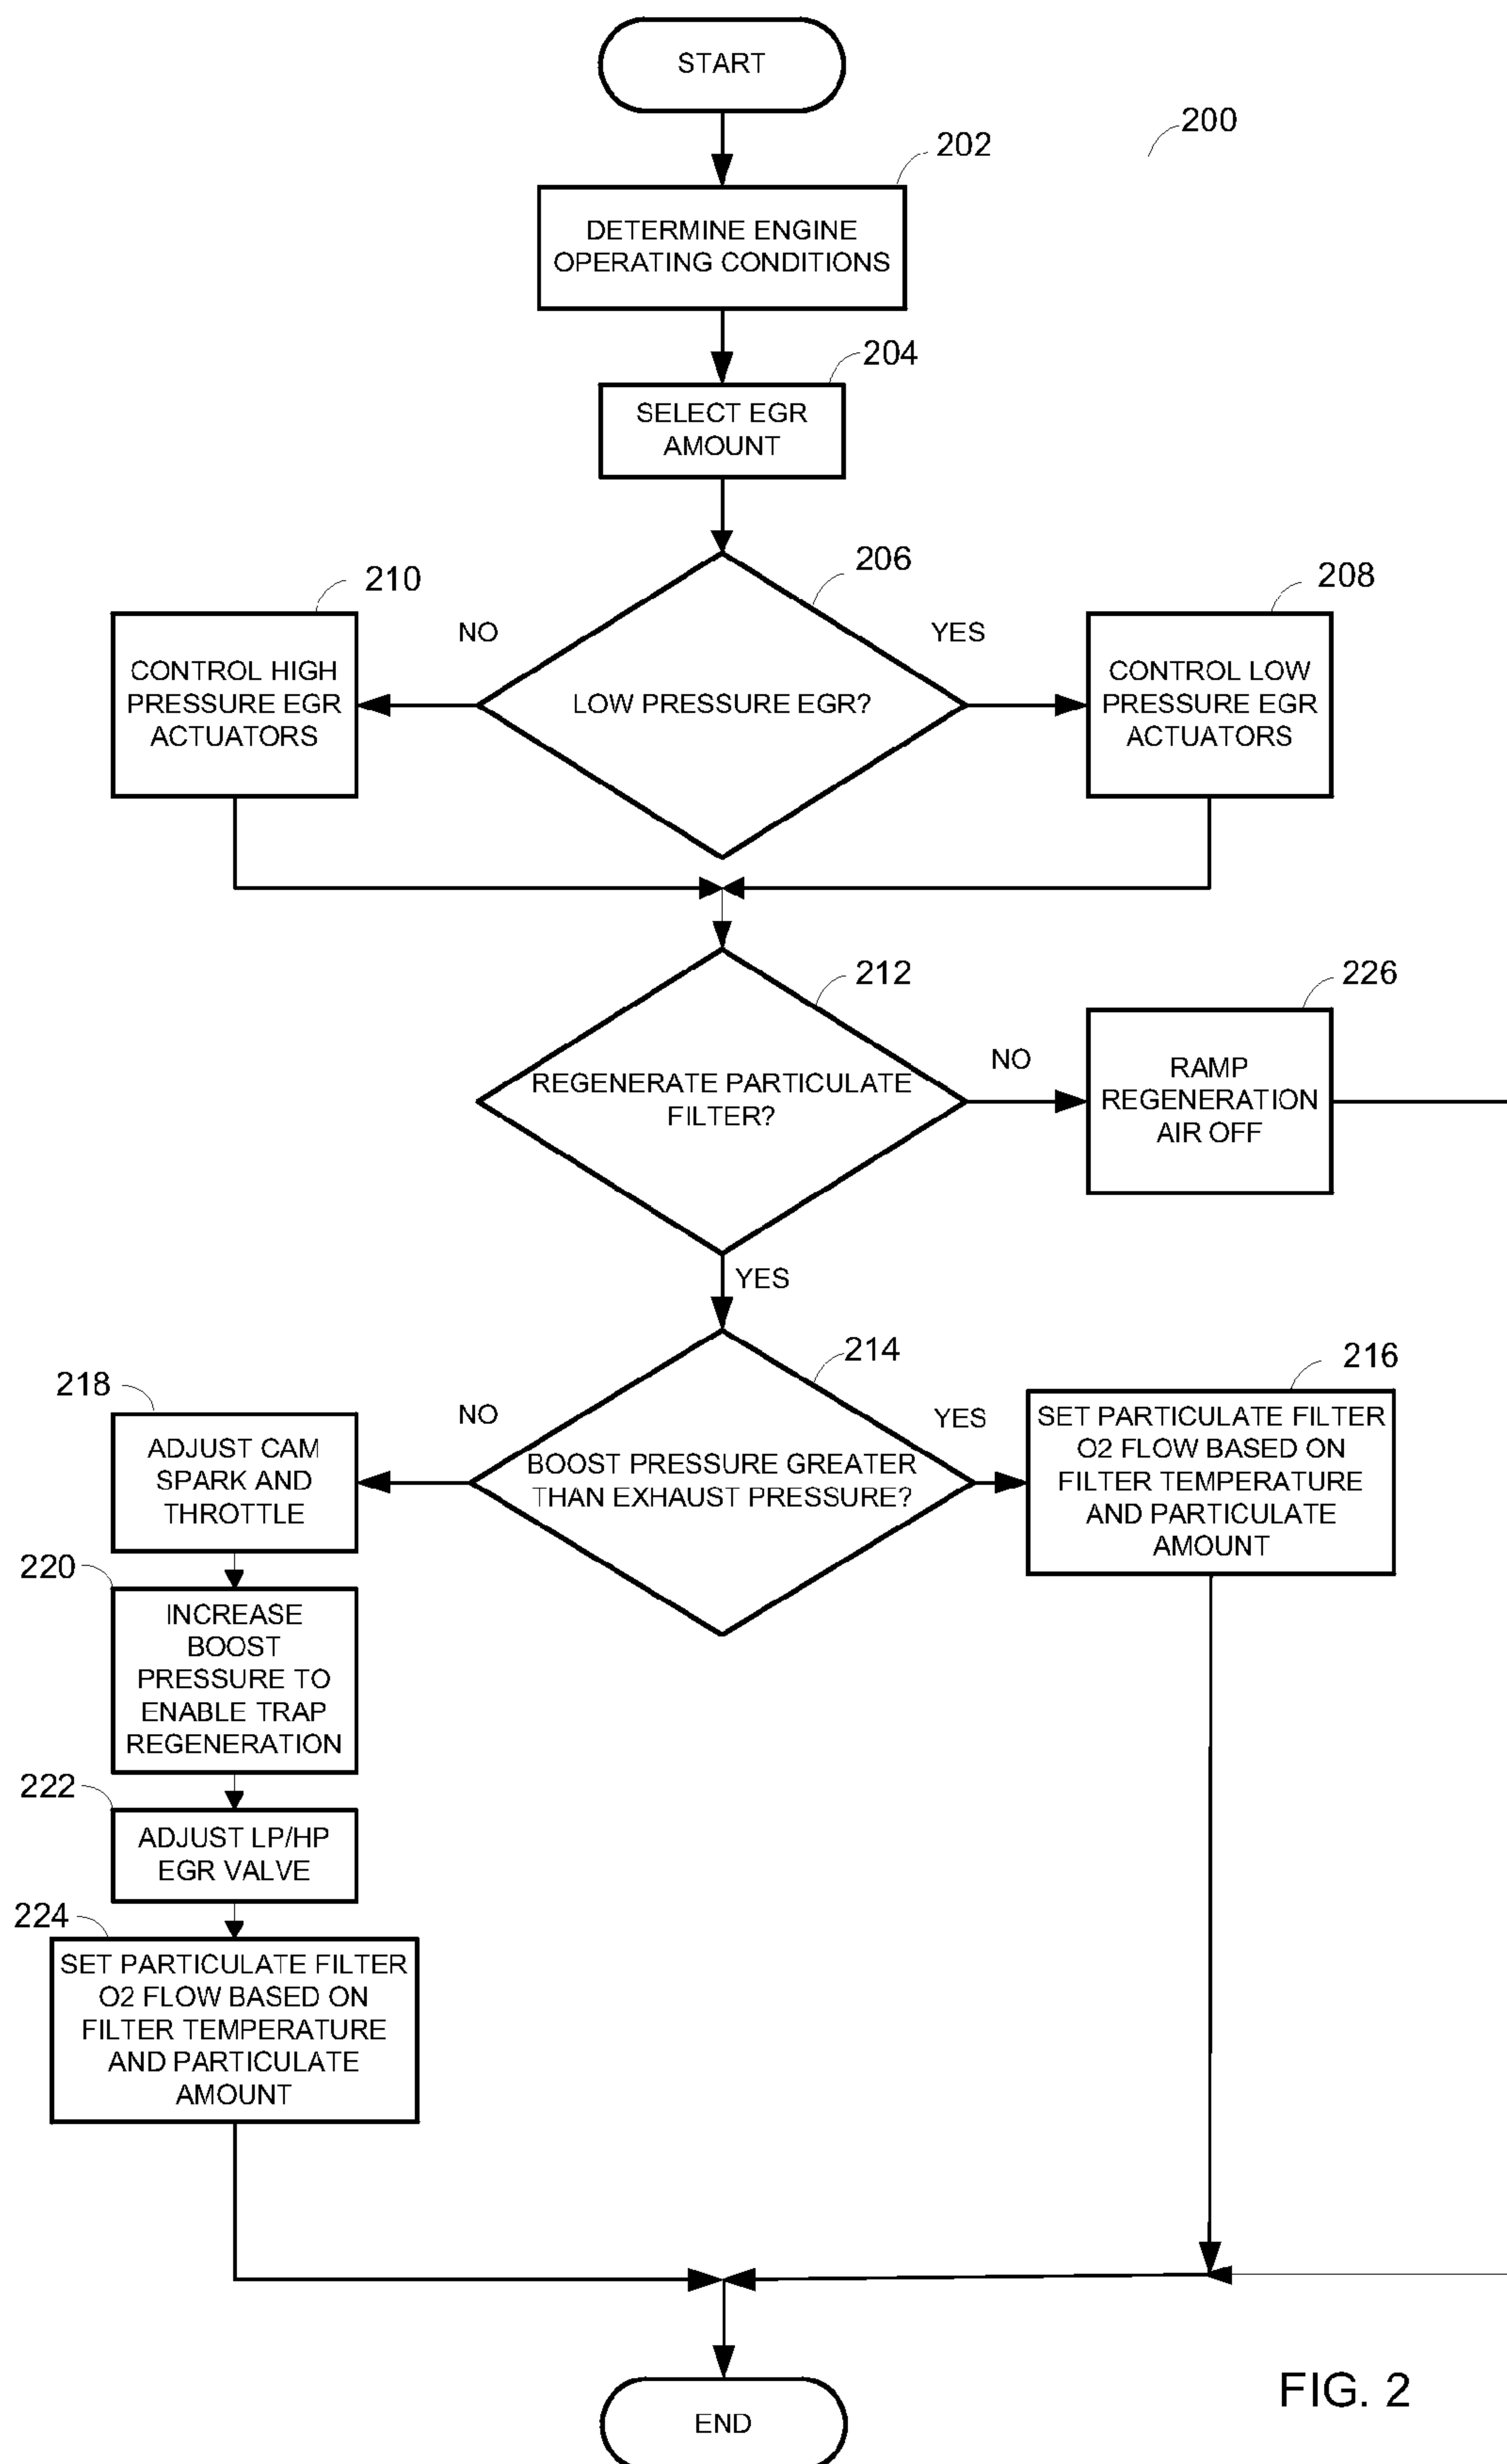 START
200
202
DETERMINE ENGINE
OPERATING CONDITIONS
204
SELECT EGR
AMOUNT
206
LOW PRESSURE EGR?
NO
YES
210
CONTROL HIGH
PRESSURE EGR
ACTUATORS
208
CONTROL LOW
PRESSURE EGR
ACTUATORS
212
REGENERATE PARTICULATE
FILTER?
NO
226
RAMP
REGENERATION
AIR OFF
YES
214
BOOST PRESSURE GREATER
THAN EXHAUST PRESSURE?
NO
YES
216
SET PARTICULATE FILTER
O2 FLOW BASED ON
FILTER TEMPERATURE
AND PARTICULATE
AMOUNT
218
ADJUST CAM
SPARK AND
THROTTLE
220
INCREASE
BOOST
PRESSURE TO
ENABLE TRAP
REGENERATION
222
ADJUST LP/HP
EGR VALVE
224
SET PARTICULATE FILTER
O2 FLOW BASED ON
FILTER TEMPERATURE
AND PARTICULATE
AMOUNT
END
FIG. 2